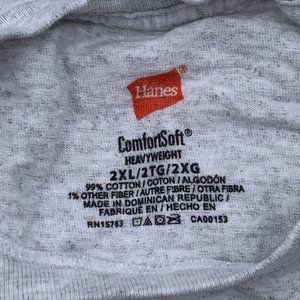 Hanes
ComfortSoft®
HEAVYWEIGHT
2XL/2TG/2XG
99% COTTON / COTON / ALGODÓN
1% OTHER FIBER / AUTRE FIBRE / OTRA FIBRA
MADE IN DOMINICAN REPUBLIC /
FABRIQUÉ EN / HECHO EN
RN15763 CA00153